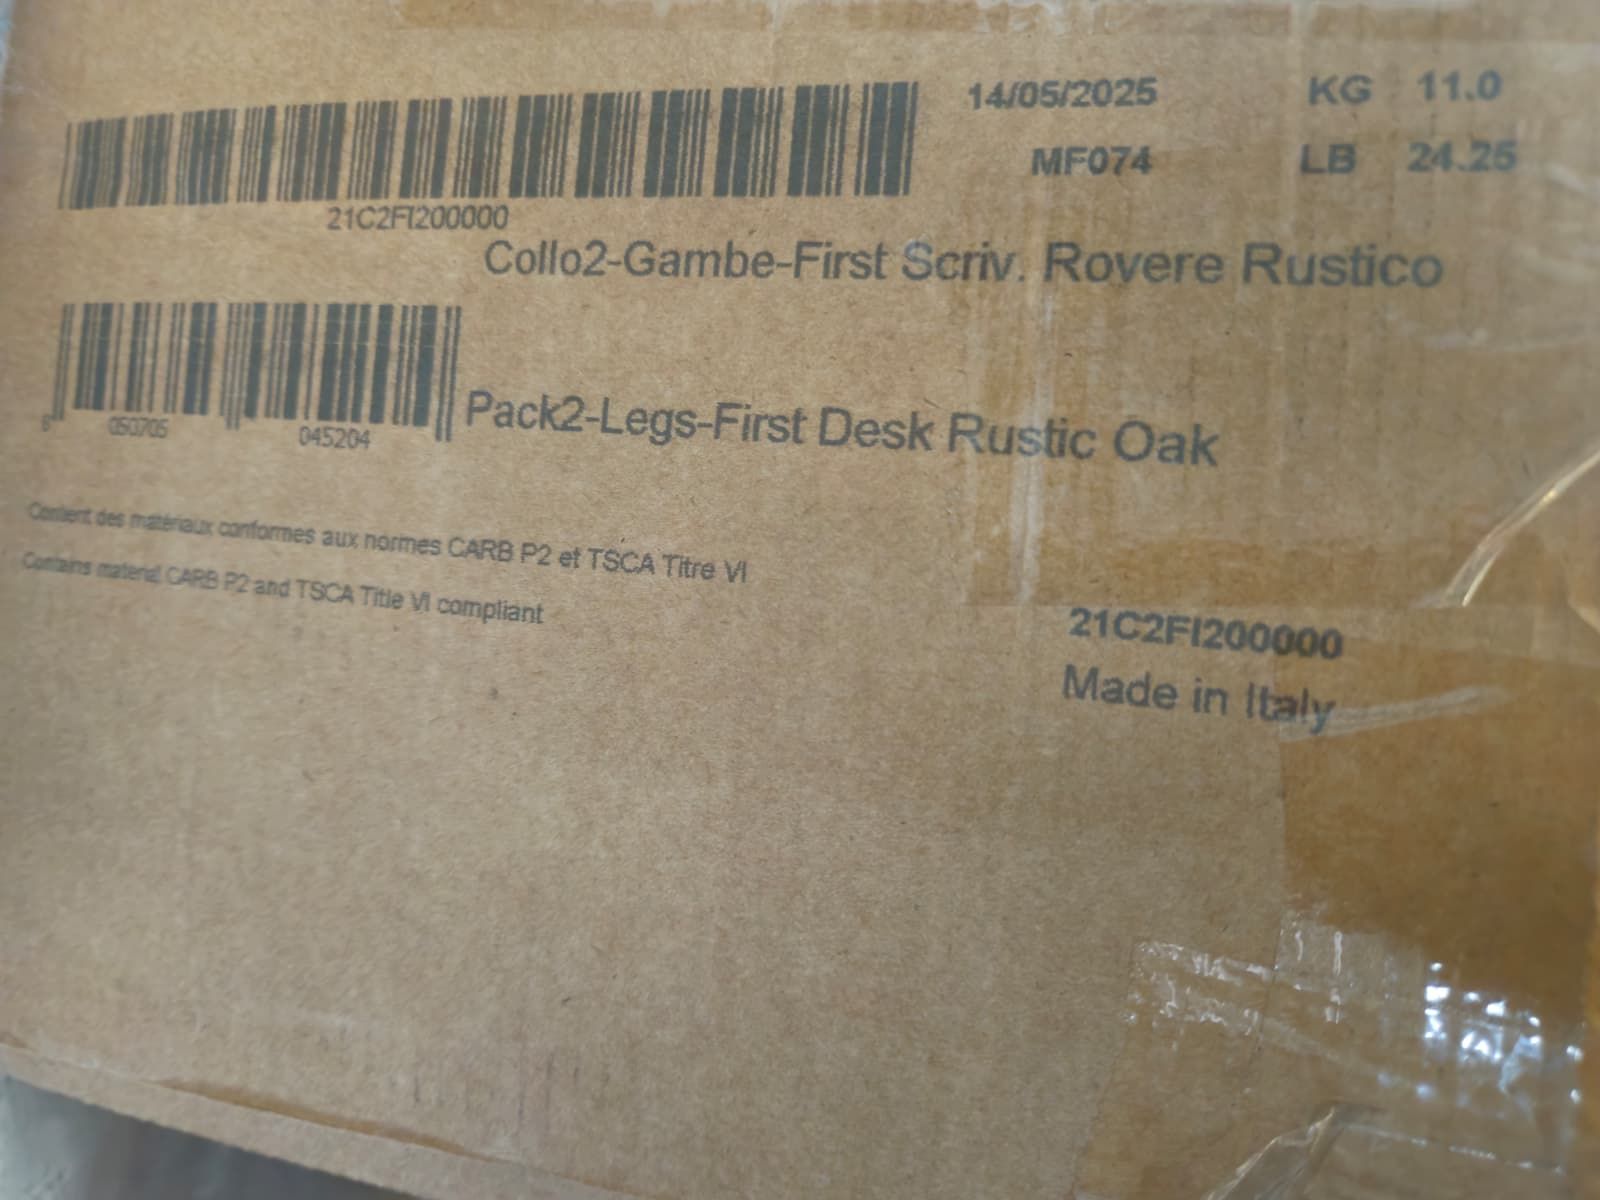 14/05/2025 KG 11.0
MF074 LB 24.25
21C2FI200000
Collo2-Gambe-First Scriv. Rovere Rustico
Pack2-Legs-First Desk Rustic Oak
8 050705 045204
Contient des matériaux conformes aux normes CARB P2 et TSCA Titre VI
Contains material CARB P2 and TSCA Title VI compliant
21C2FI200000
Made in Italy